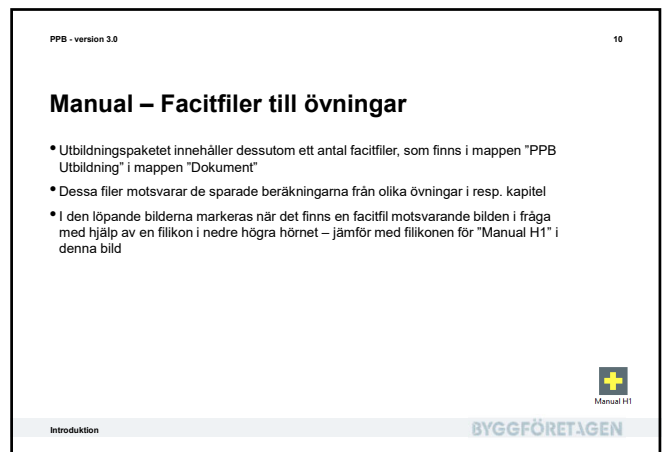 PPB - version 3.0 10
Manual – Facitfiler till övningar
• Utbildningspaketet innehåller dessutom ett antal facitfiler, som finns i mappen ”PPB
Utbildning” i mappen ”Dokument”
• Dessa filer motsvarar de sparade beräkningarna från olika övningar i resp. kapitel
• I den löpande bilderna markeras när det finns en facitfil motsvarande bilden i fråga
med hjälp av en filikon i nedre högra hörnet – jämför med filikonen för ”Manual H1” i
denna bild
Manual H1
Introduktion BYGGFÖRETAGEN